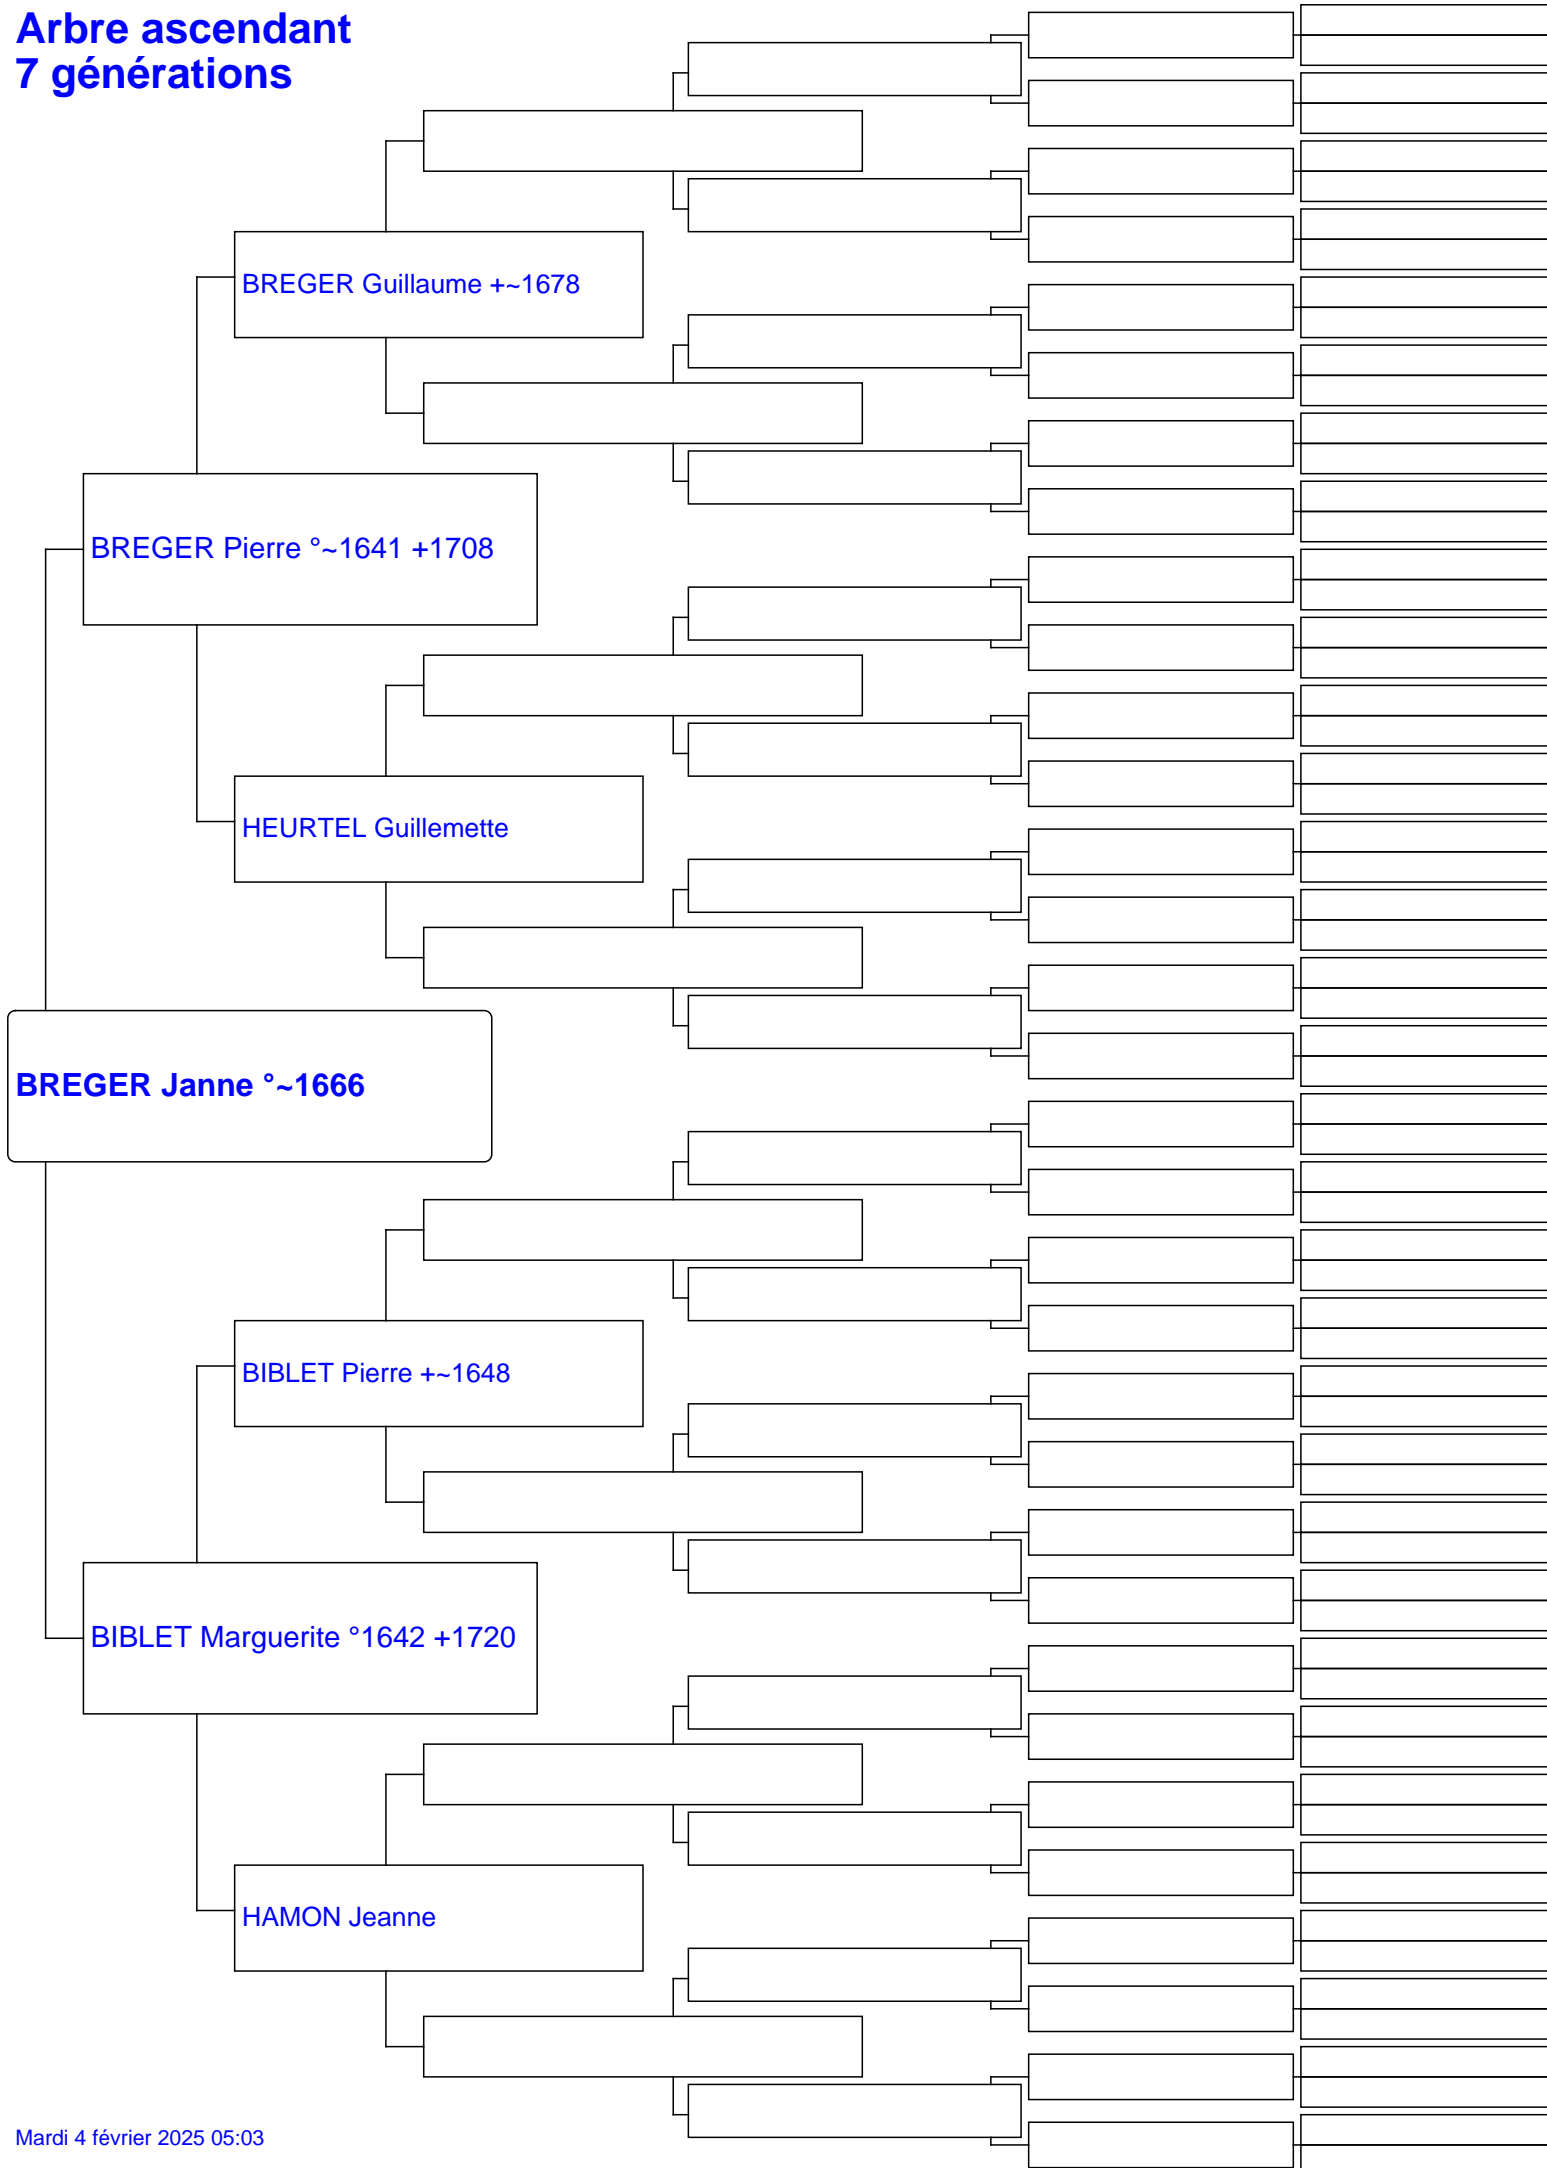 Arbre ascendant
7 générations
BREGER Guillaume +~1678
BREGER Pierre °~1641 +1708
HEURTEL Guillemette
BREGER Janne °~1666
BIBLET Pierre +~1648
BIBLET Marguerite °1642 +1720
HAMON Jeanne
Mardi 4 février 2025 05:03